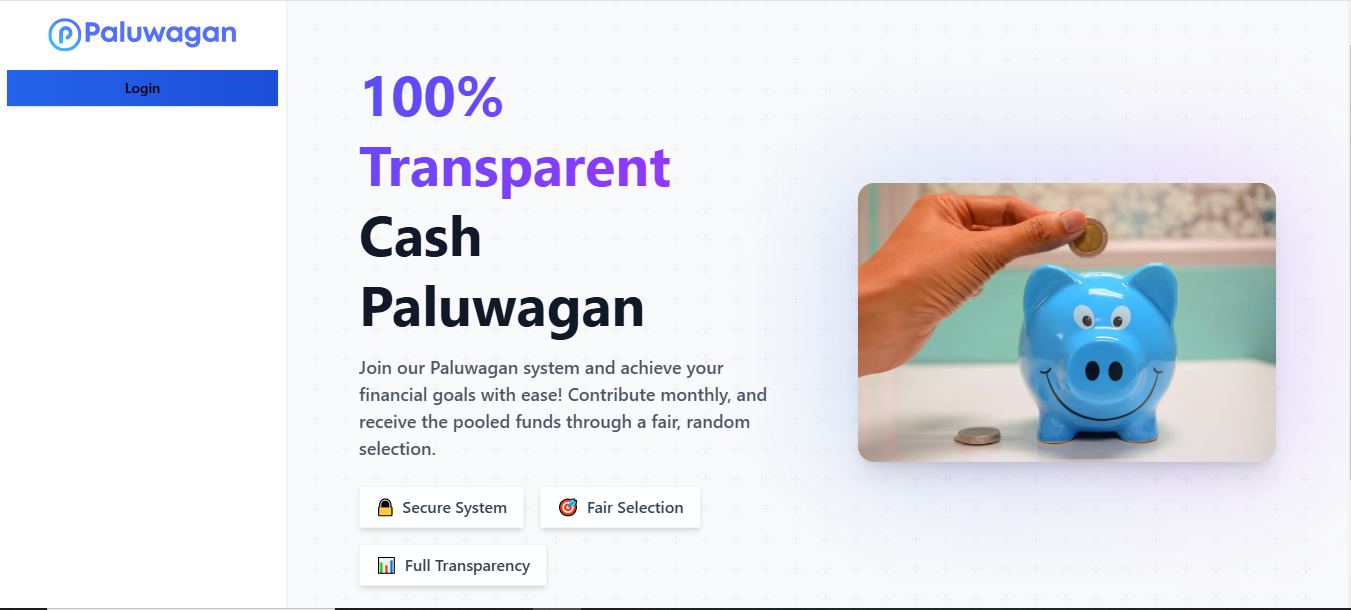 Paluwagan
Login
100%
Transparent
Cash
Paluwagan
Join our Paluwagan system and achieve your
financial goals with ease! Contribute monthly, and
receive the pooled funds through a fair, random
selection.
Secure System
Fair Selection
Full Transparency